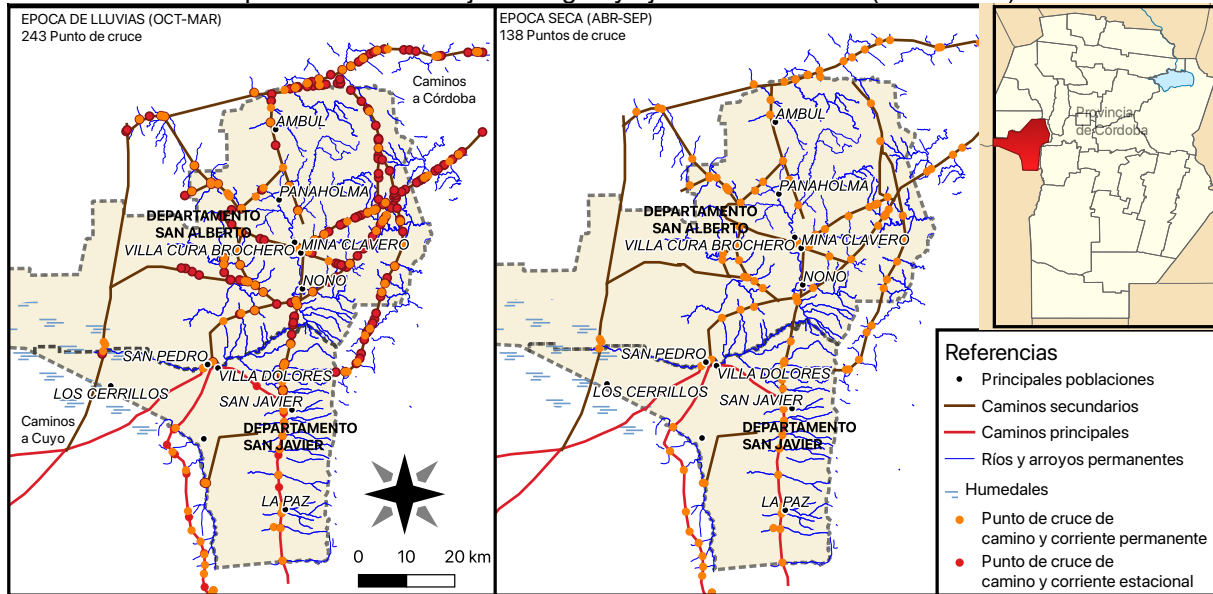 EPOCA DE LLUVIAS (OCT-MAR)
243 Punto de cruce
Caminos
a Córdoba
AMBUL
PANAHOLMA
DEPARTAMENTO
SAN ALBERTO
VILLA CURA BROCHERO
MINA CLAVERO
NONO
SAN PEDRO
VILLA DOLORES
LOS CERRILLOS
SAN JAVIER
Caminos
a Cuyo
DEPARTAMENTO
SAN JAVIER
LA PAZ
0 10 20 km
EPOCA SECA (ABR-SEP)
138 Puntos de cruce
AMBUL
PANAHOLMA
DEPARTAMENTO
SAN ALBERTO
VILLA CURA BROCHERO
MINA CLAVERO
NONO
SAN PEDRO
VILLA DOLORES
LOS CERRILLOS
SAN JAVIER
DEPARTAMENTO
SAN JAVIER
LA PAZ
Provincia
de Córdoba
Referencias
Principales poblaciones
Caminos secundarios
Caminos principales
Ríos y arroyos permanentes
Humedales
Punto de cruce de
camino y corriente permanente
Punto de cruce de
camino y corriente estacional